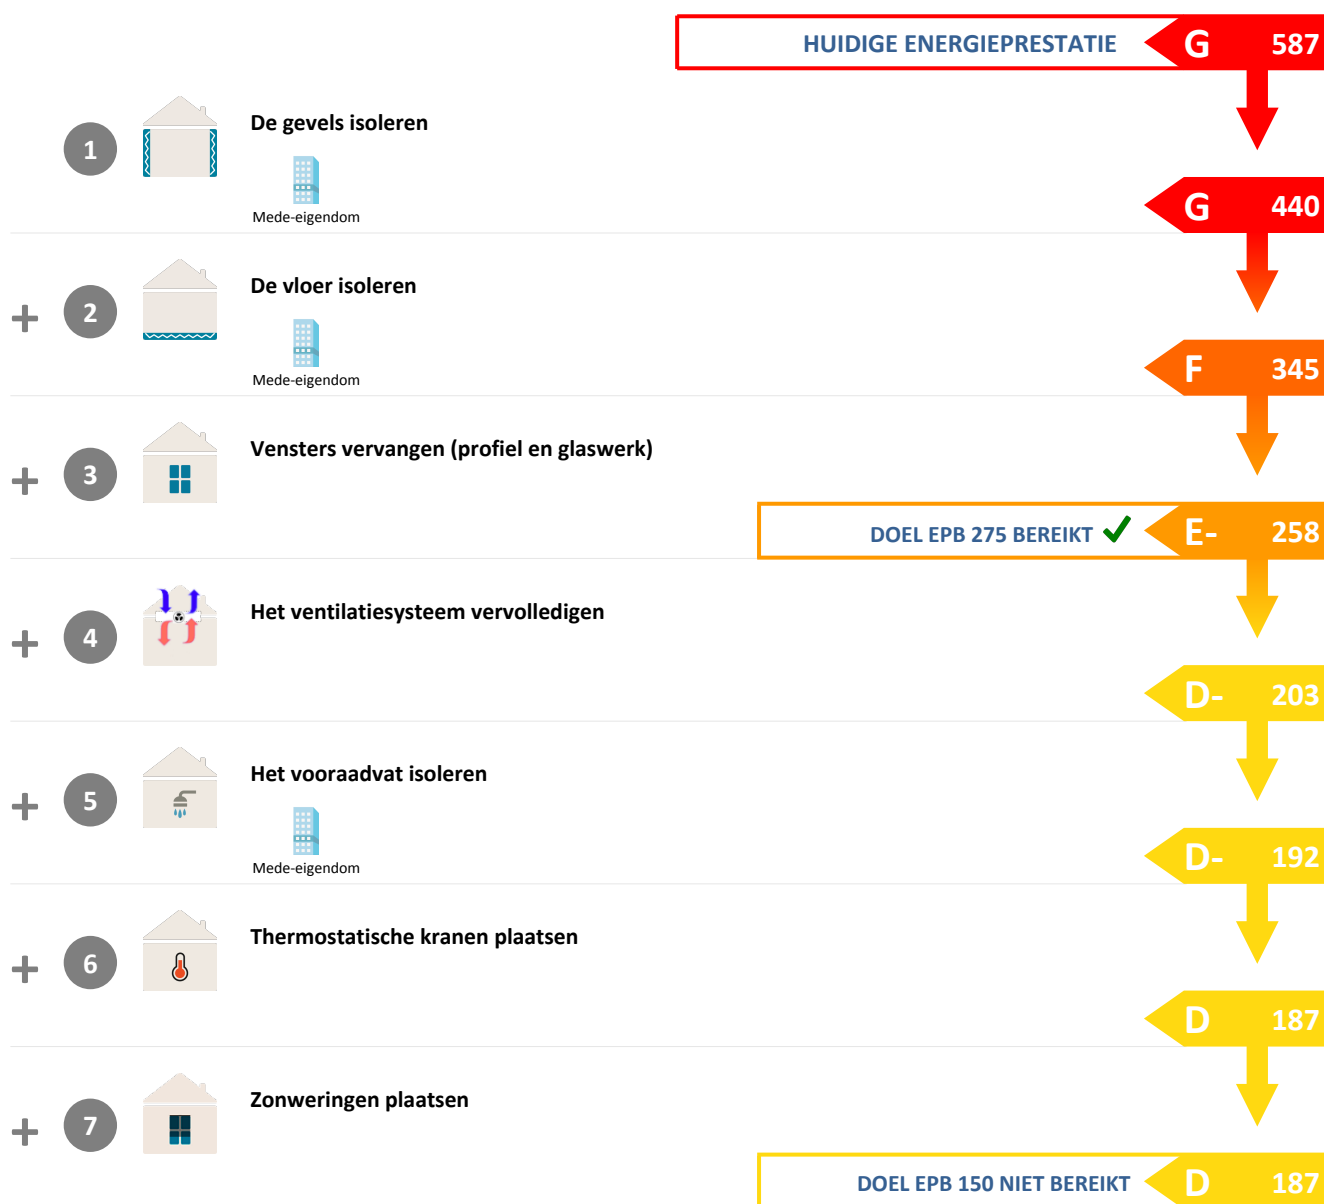 HUIDIGE ENERGIEPRESTATIE G 587
1 De gevels isoleren
Mede-eigendom
G 440
+ 2 De vloer isoleren
Mede-eigendom
F 345
+ 3 Vensters vervangen (profiel en glaswerk)
DOEL EPB 275 BEREIKT ✓ E- 258
+ 4 Het ventilatiesysteem vervolledigen
D- 203
+ 5 Het vooraadvat isoleren
Mede-eigendom
D- 192
+ 6 Thermostatische kranen plaatsen
D 187
+ 7 Zonweringen plaatsen
DOEL EPB 150 NIET BEREIKT D 187